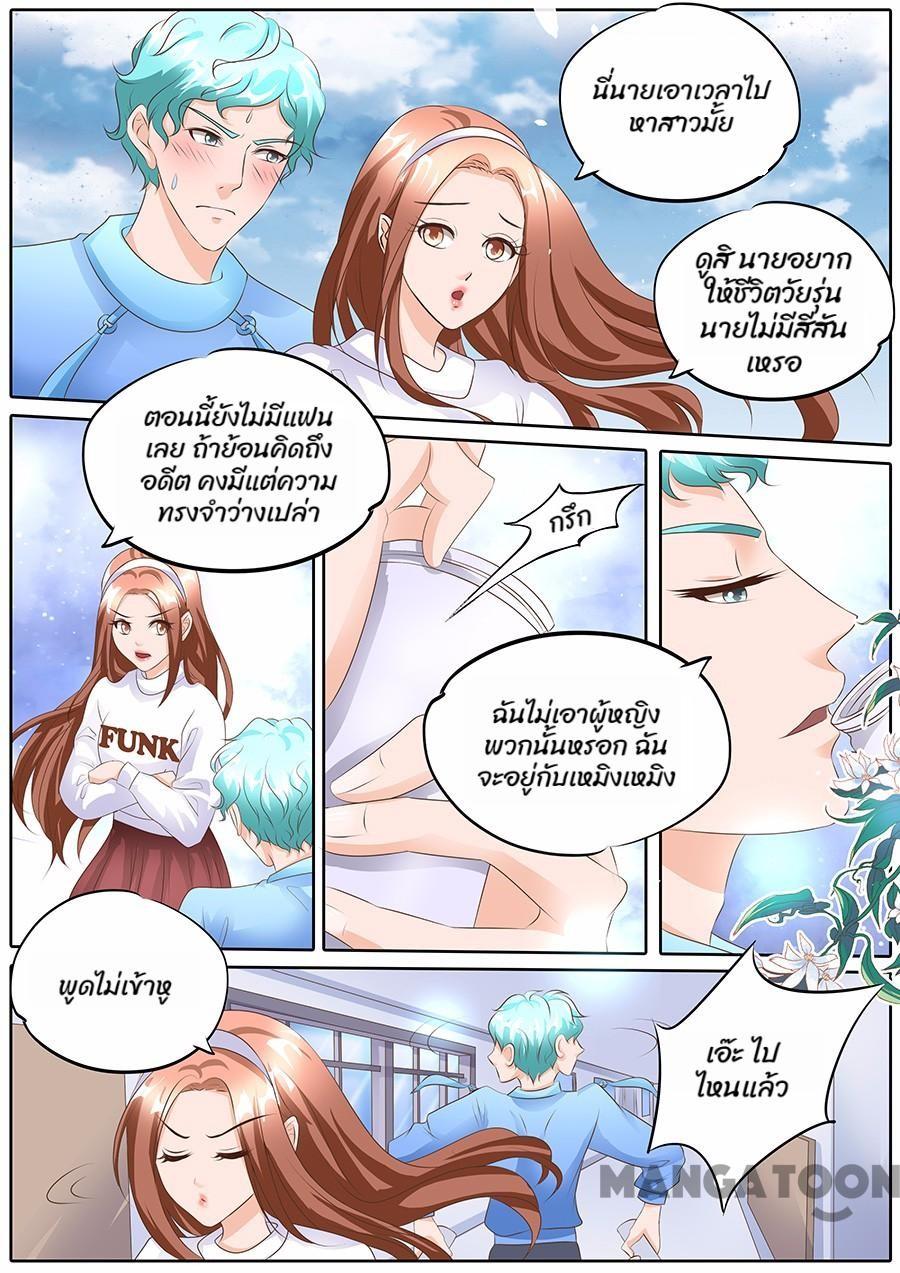 นี่นายเอาเวลาไป
หาสาวมั้ย
ดูสิ นายอยาก
ให้ชีวิตวัยรุ่น
นายไม่มีสีสัน
เหรอ
ตอนนี้ยังไม่มีแฟน
เลย ถ้าย้อนคิดถึง
อดีต คงมีแต่ความ
ทรงจำว่างเปล่า
กรึก
FUNK
ฉันไม่เอาผู้หญิง
พวกนั้นหรอก ฉัน
จะอยู่กับเหมิงเหมิง
พูดไม่เข้าหู
เอ๊ะ ไป
ไหนแล้ว
MANGATOON